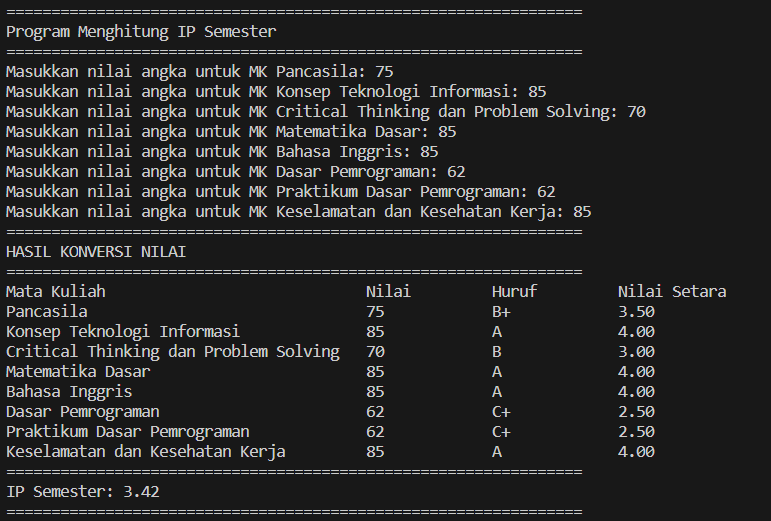 ================================================================
Program Menghitung IP Semester
================================================================
Masukkan nilai angka untuk MK Pancasila: 75
Masukkan nilai angka untuk MK Konsep Teknologi Informasi: 85
Masukkan nilai angka untuk MK Critical Thinking dan Problem Solving: 70
Masukkan nilai angka untuk MK Matematika Dasar: 85
Masukkan nilai angka untuk MK Bahasa Inggris: 85
Masukkan nilai angka untuk MK Dasar Pemrograman: 62
Masukkan nilai angka untuk MK Praktikum Dasar Pemrograman: 62
Masukkan nilai angka untuk MK Keselamatan dan Kesehatan Kerja: 85
================================================================
HASIL KONVERSI NILAI
================================================================
Mata Kuliah                             Nilai         Huruf         Nilai Setara
Pancasila                               75            B+            3.50
Konsep Teknologi Informasi              85            A             4.00
Critical Thinking dan Problem Solving   70            B             3.00
Matematika Dasar                        85            A             4.00
Bahasa Inggris                          85            A             4.00
Dasar Pemrograman                       62            C+            2.50
Praktikum Dasar Pemrograman             62            C+            2.50
Keselamatan dan Kesehatan Kerja         85            A             4.00
================================================================
IP Semester: 3.42
================================================================